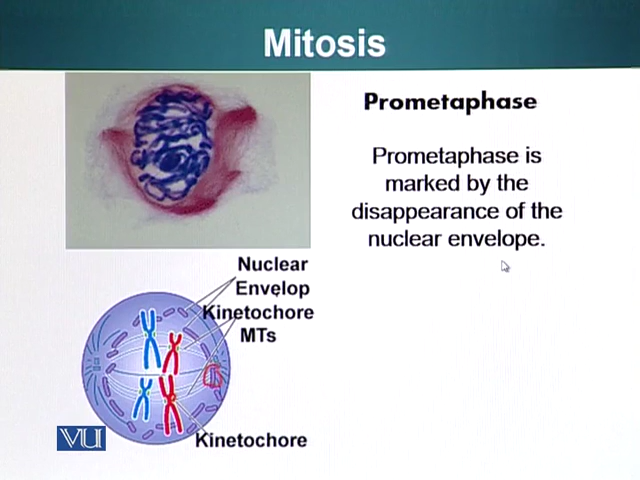 Mitosis
Prometaphase
Prometaphase is
marked by the
disappearance of the
nuclear envelope.
Nuclear
Envelop
Kinetochore
MTs
Kinetochore
VU